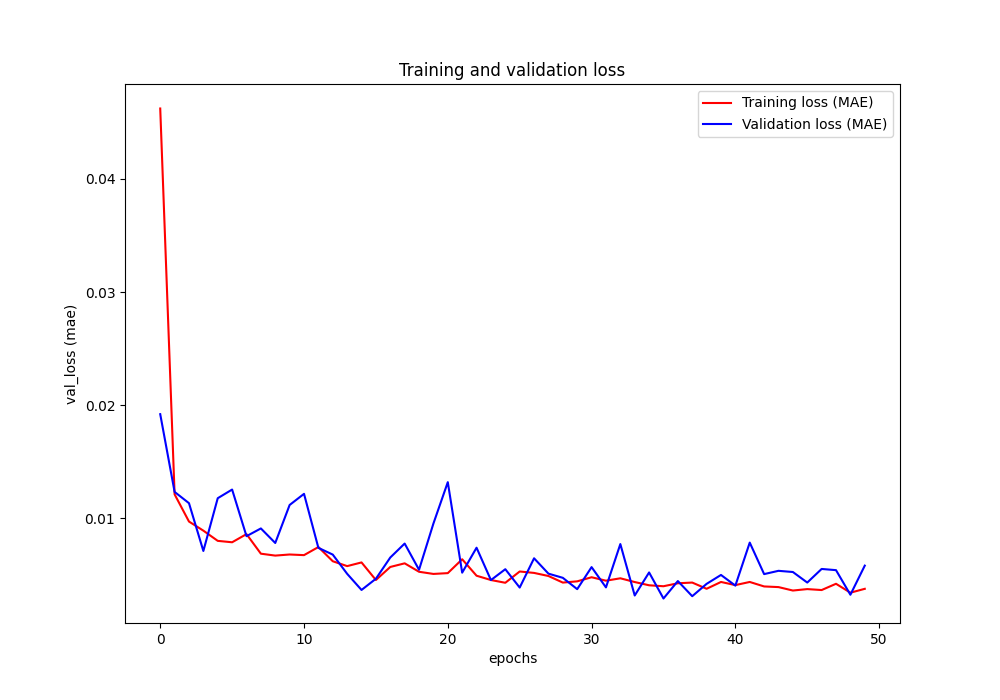 Training and validation loss
Training loss (MAE)
Validation loss (MAE)
val_loss (mae)
0.04
0.03
0.02
0.01
0 10 20 30 40 50
epochs